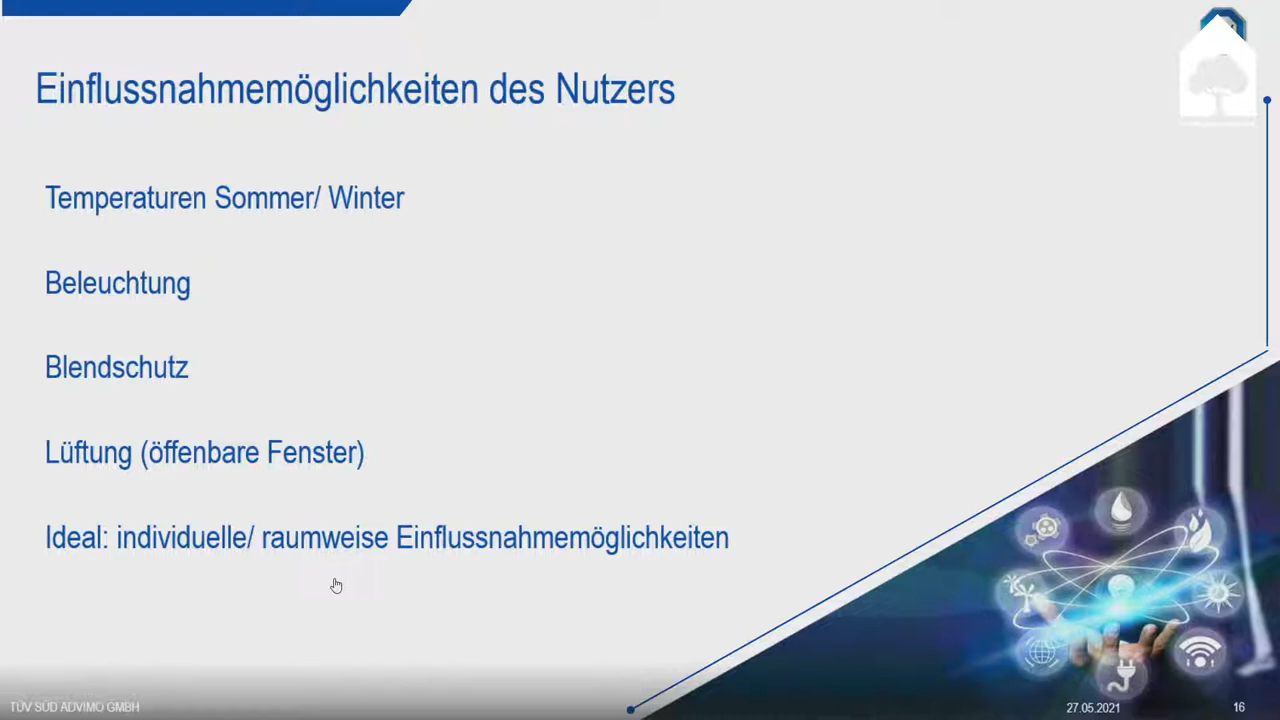 Einflussnahmemöglichkeiten des Nutzers
Temperaturen Sommer/ Winter
Beleuchtung
Blendschutz
Lüftung (öffenbare Fenster)
Ideal: individuelle/ raumweise Einflussnahmemöglichkeiten
TÜV SÜD ADVIMO GMBH
27.05.2021
16